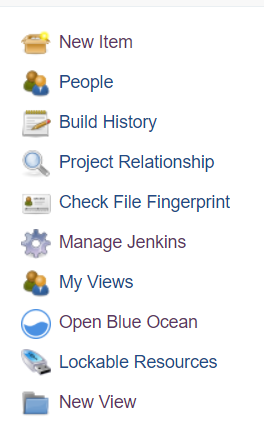 New Item
People
Build History
Project Relationship
Check File Fingerprint
Manage Jenkins
My Views
Open Blue Ocean
Lockable Resources
New View